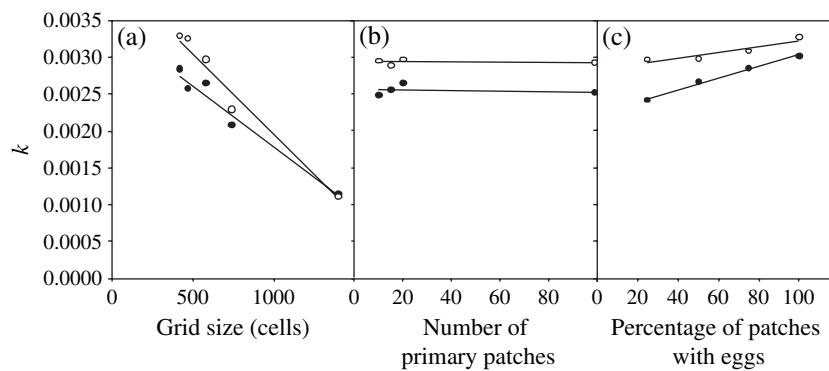 (a)
(b)
(c)
0.0035
0.0030
0.0025
0.0020
0.0015
0.0010
0.0005
0.0000
k
0 500 1000
0 20 40 60 80
0 20 40 60 80 100
Grid size (cells)
Number of
primary patches
Percentage of patches
with eggs